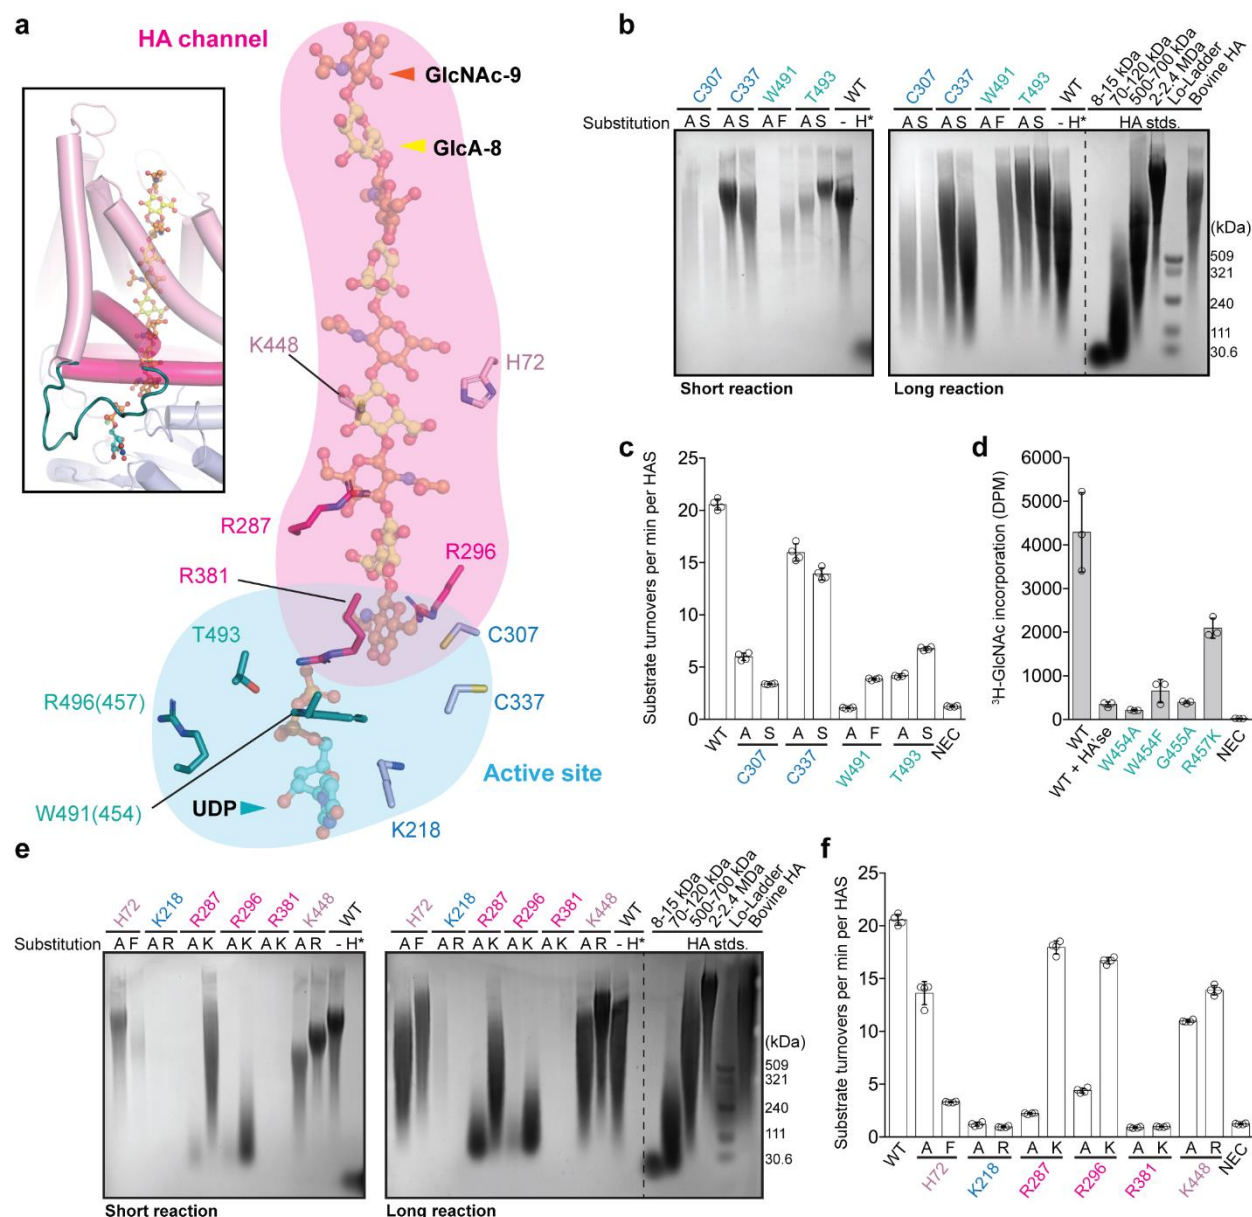 a
HA channel
GlcNAc-9
GlcA-8
K448
H72
R287
R296
R381
C307
T493
C337
R496(457)
Active site
W491(454)
UDP
K218
b
C307 C337 W491 T493 WT
Substitution A S A S A F A S - H*
Short reaction
C307 C337 W491 T493 WT
A S A S A F A S - H*
8-15 kDa
70-120 kDa
500-700 kDa
2-2.4 MDa
Lo-Ladder
Bovine HA
HA stds.
(kDa)
509
321
240
111
30.6
Long reaction
c
Substrate turnovers per min per HAS
25
20
15
10
5
0
WT A S A S A F A S NEC
C307 C337 W491 T493
d
³H-GlcNAc incorporation (DPM)
6000
5000
4000
3000
2000
1000
0
WT
WT + HA'se
W454A
W454F
G455A
R457K
NEC
e
H72 K218 R287 R296 R381 K448 WT
Substitution A F A R A K A K A K A R - H*
Short reaction
H72 K218 R287 R296 R381 K448 WT
A F A R A K A K A K A R - H*
8-15 kDa
70-120 kDa
500-700 kDa
2-2.4 MDa
Lo-Ladder
Bovine HA
HA stds.
(kDa)
509
321
240
111
30.6
Long reaction
f
Substrate turnovers per min per HAS
25
20
15
10
5
0
WT A F A R A K A K A K A R NEC
H72 K218 R287 R296 R381 K448